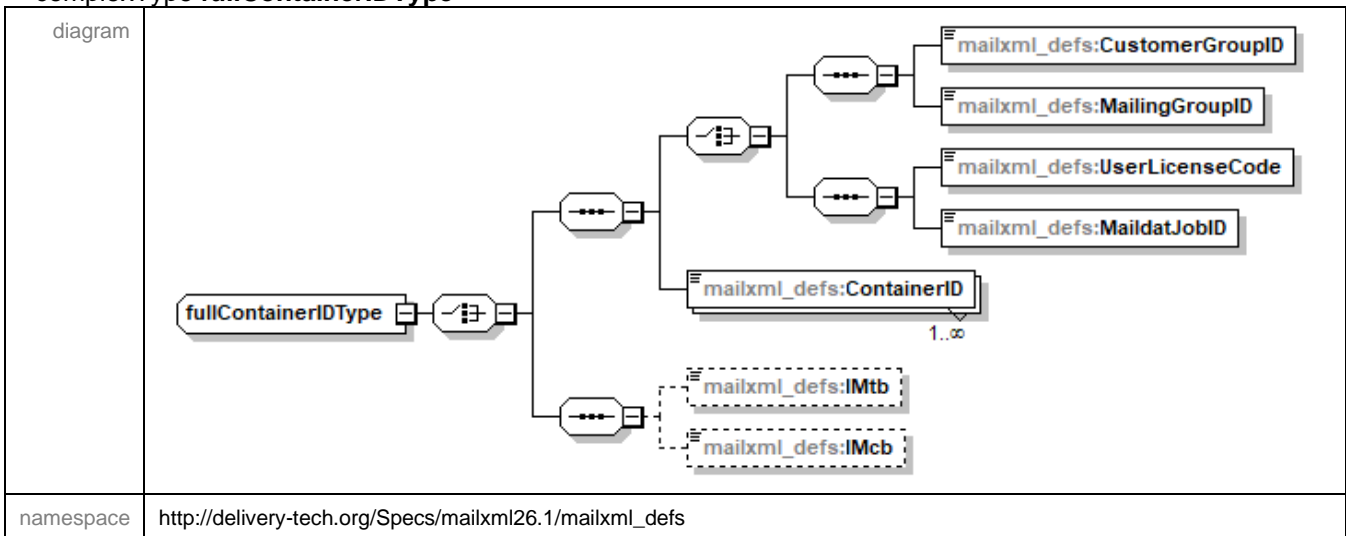 complexType fullContainerIDType
diagram
mailxml_defs:CustomerGroupID
mailxml_defs:MailingGroupID
mailxml_defs:UserLicenseCode
mailxml_defs:MaildatJobID
mailxml_defs:ContainerID
1..∞
fullContainerIDType
mailxml_defs:IMtb
mailxml_defs:IMcb
namespace
http://delivery-tech.org/Specs/mailxml26.1/mailxml_defs